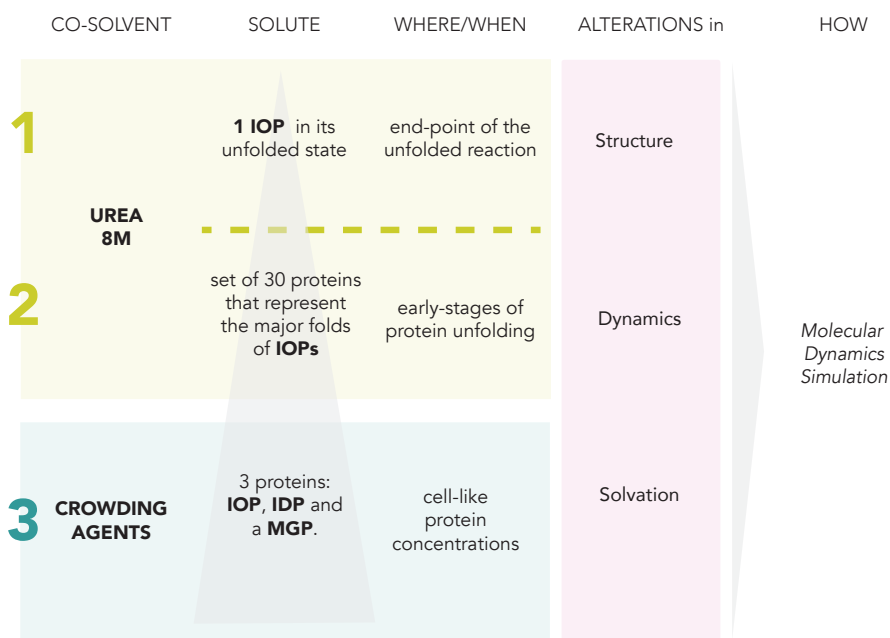 CO-SOLVENT SOLUTE WHERE/WHEN ALTERATIONS in HOW
1
1 IOP in its
unfolded state
end-point of the
unfolded reaction
Structure
UREA
8M
2
set of 30 proteins
that represent
the major folds
of IOPs
early-stages of
protein unfolding
Dynamics
Molecular
Dynamics
Simulation
3
CROWDING
AGENTS
3 proteins:
IOP, IDP and
a MGP.
cell-like
protein
concentrations
Solvation